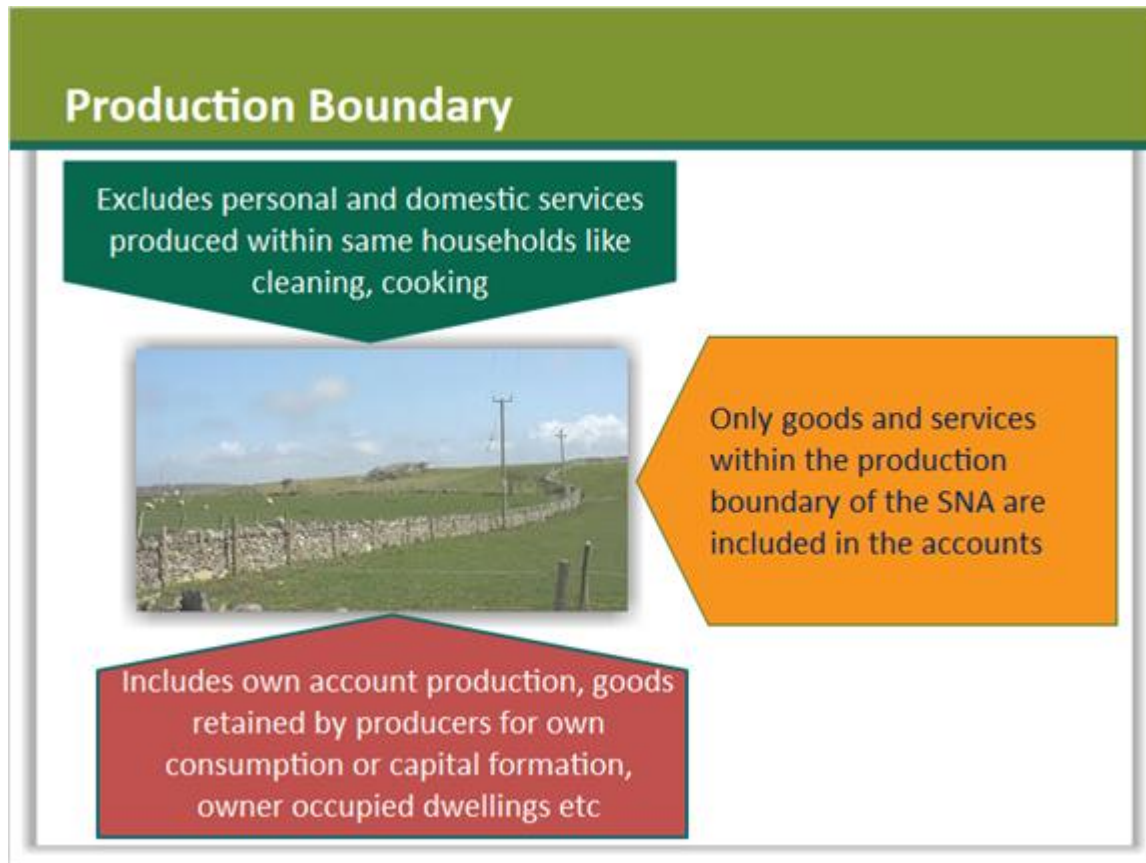 Production Boundary
Excludes personal and domestic services
produced within same households like
cleaning, cooking
Only goods and services
within the production
boundary of the SNA are
included in the accounts
Includes own account production, goods
retained by producers for own
consumption or capital formation,
owner occupied dwellings etc